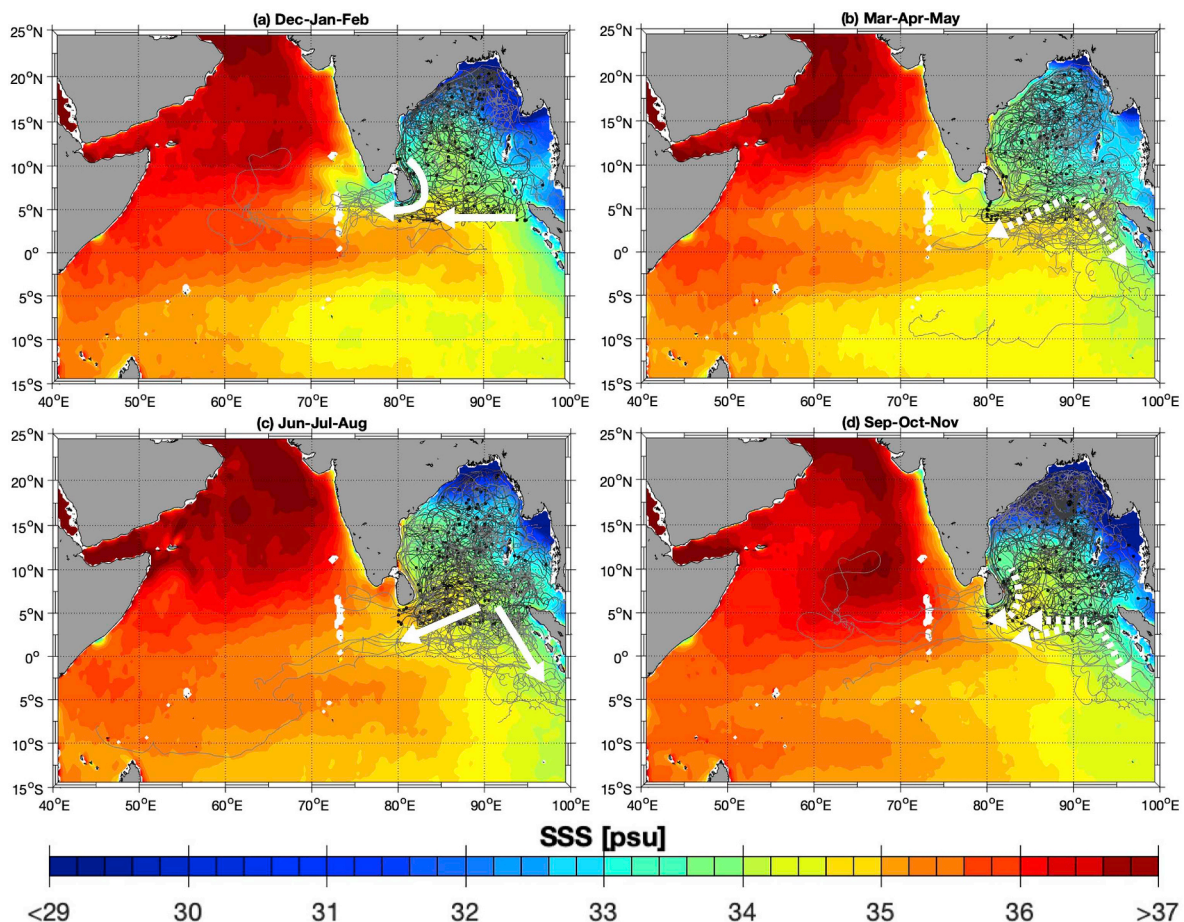 (a) Dec-Jan-Feb
(b) Mar-Apr-May
25°N
20°N
15°N
10°N
5°N
0°
5°S
10°S
15°S
40°E 50°E 60°E 70°E 80°E 90°E 100°E
25°N
20°N
15°N
10°N
5°N
0°
5°S
10°S
15°S
40°E 50°E 60°E 70°E 80°E 90°E 100°E
(c) Jun-Jul-Aug
(d) Sep-Oct-Nov
25°N
20°N
15°N
10°N
5°N
0°
5°S
10°S
15°S
40°E 50°E 60°E 70°E 80°E 90°E 100°E
25°N
20°N
15°N
10°N
5°N
0°
5°S
10°S
15°S
40°E 50°E 60°E 70°E 80°E 90°E 100°E
SSS [psu]
<29 30 31 32 33 34 35 36 >37